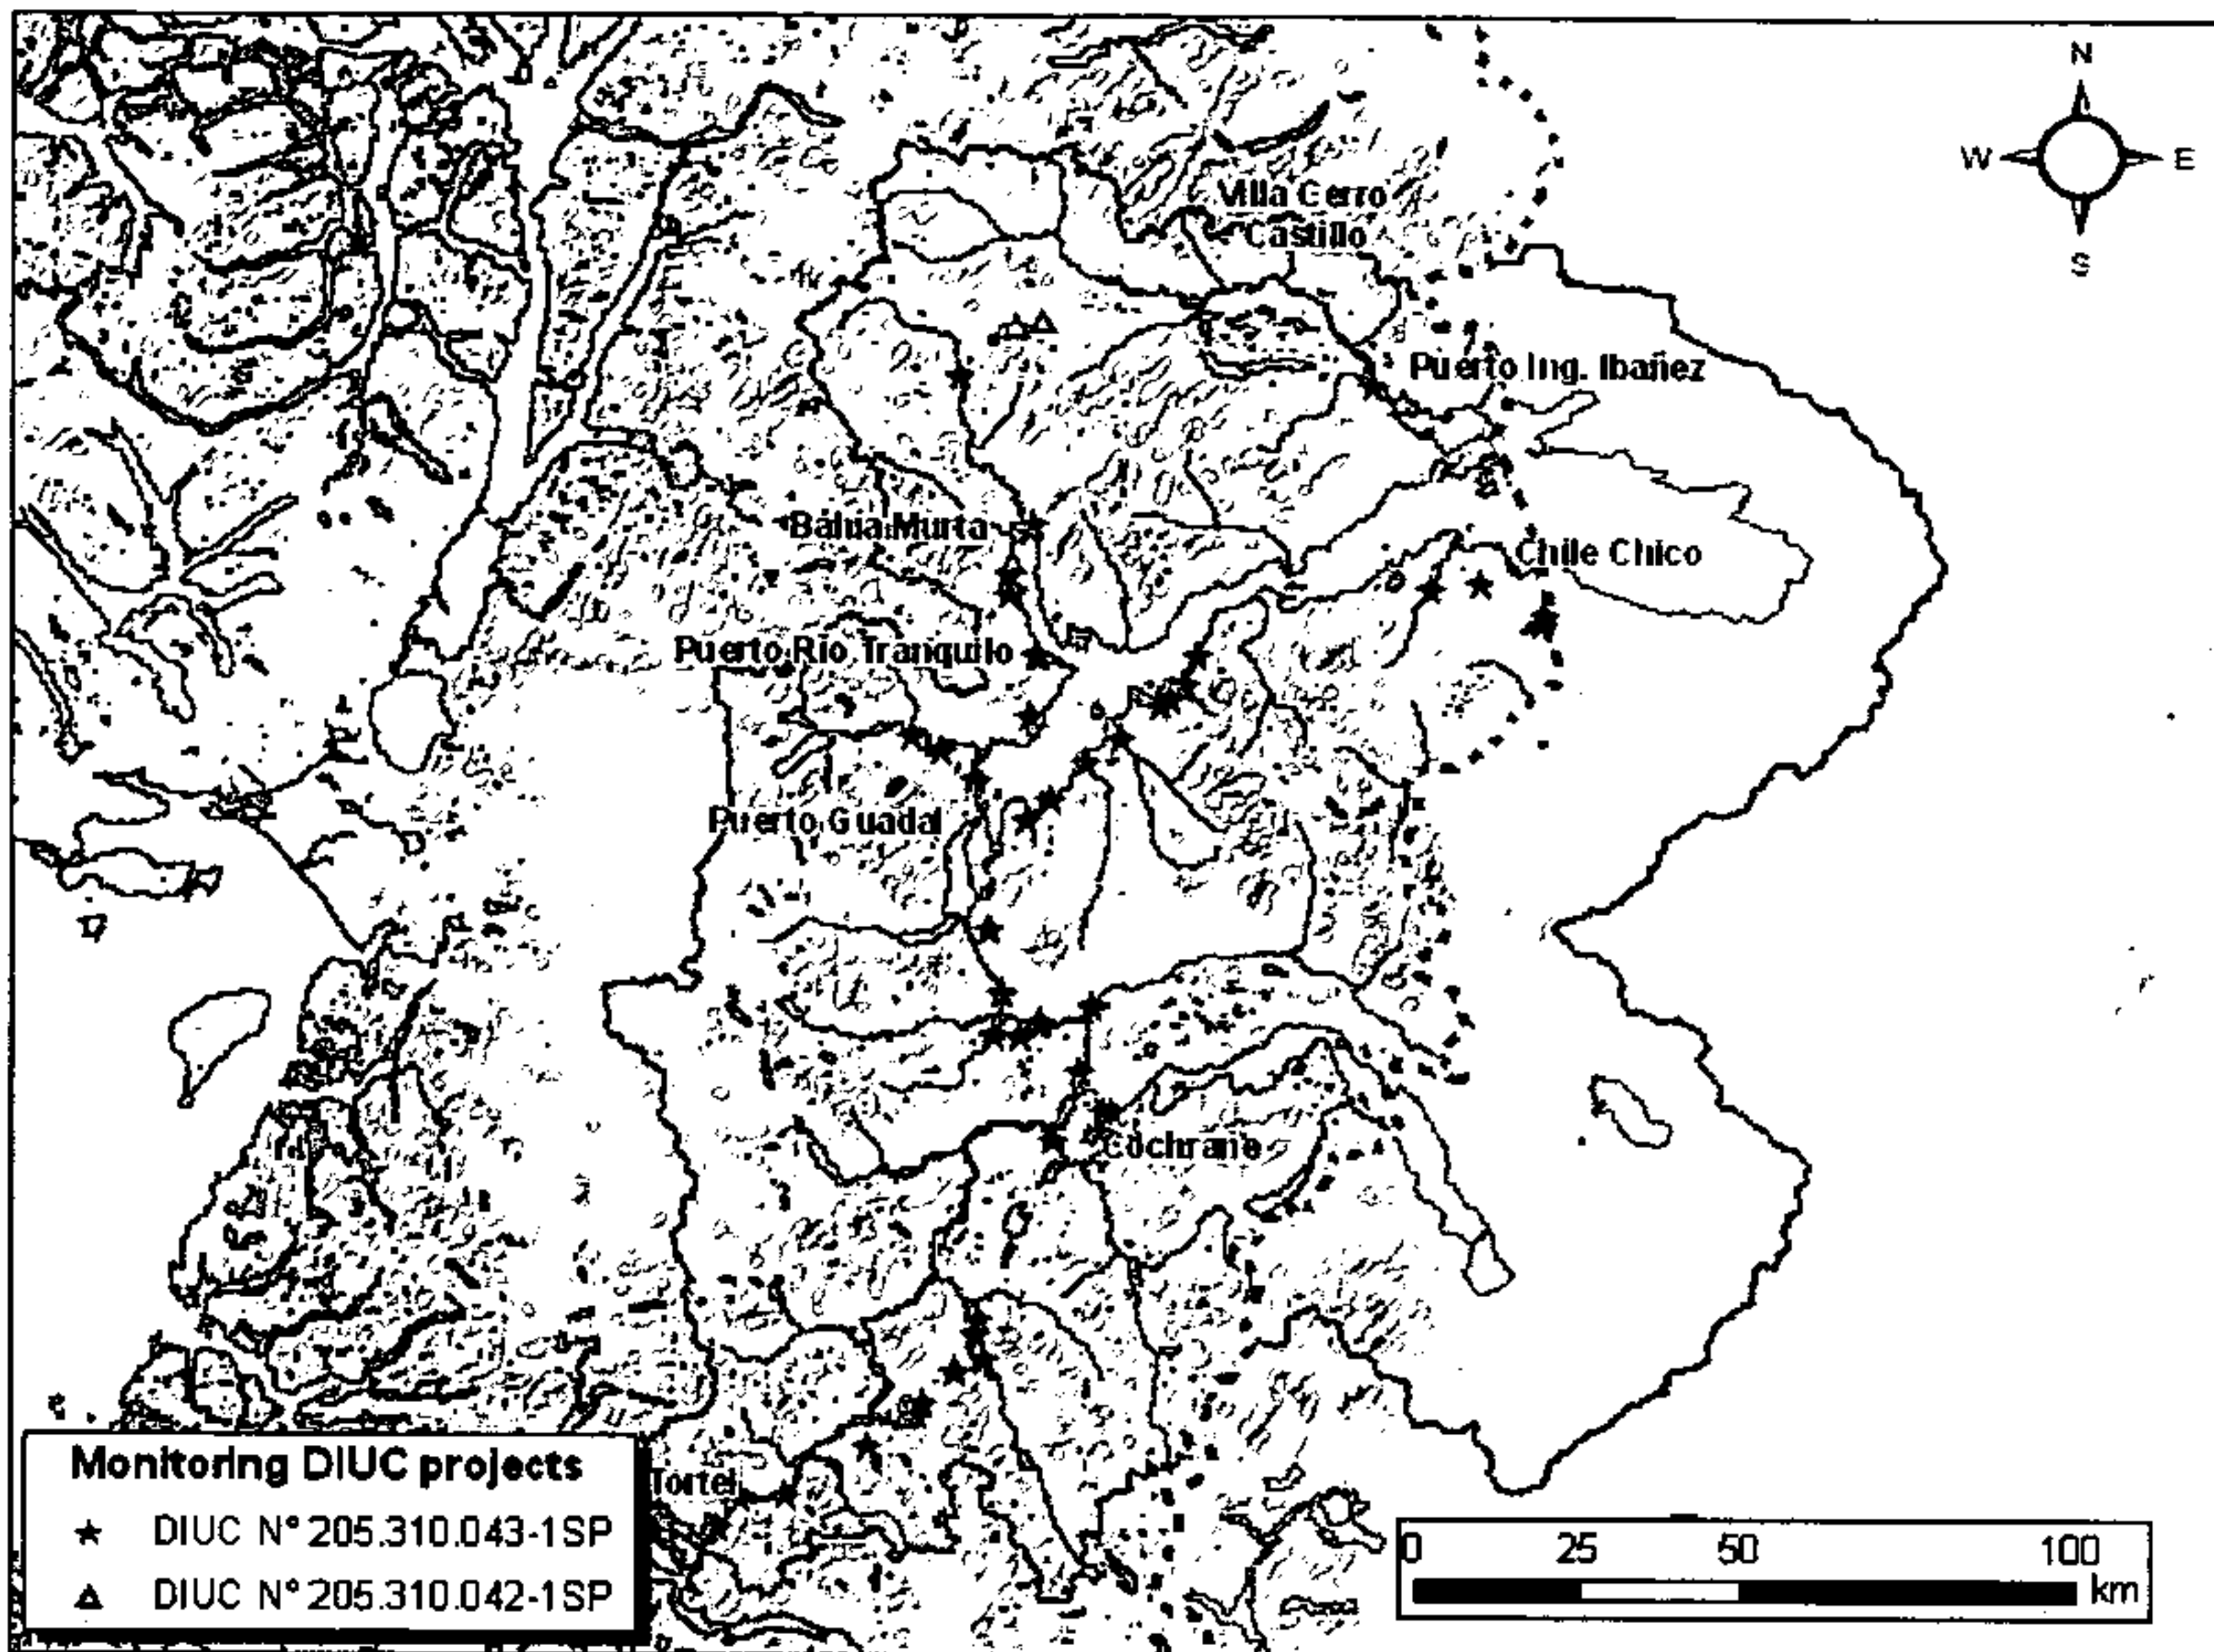 N
W E
S
Villa Cerro
Castillo
Puerto Ing. Ibañez
Bahia Murta
Chile Chico
Puerto Rio Tranquilo
Puerto Guadal
Cochrane
Tortel
Monitoring DIUC projects
DIUC N° 205.310.043-1SP
DIUC N° 205.310.042-1SP
0 25 50 100
km